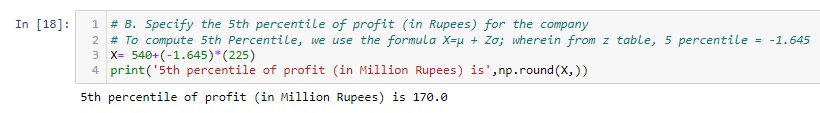 In [18]:
1 # B. Specify the 5th percentile of profit (in Rupees) for the company
2 # To compute 5th Percentile, we use the formula X=μ + Zσ; wherein from z table, 5 percentile = -1.645
3 X= 540+(-1.645)*(225)
4 print('5th percentile of profit (in Million Rupees) is',np.round(X,))
5th percentile of profit (in Million Rupees) is 170.0